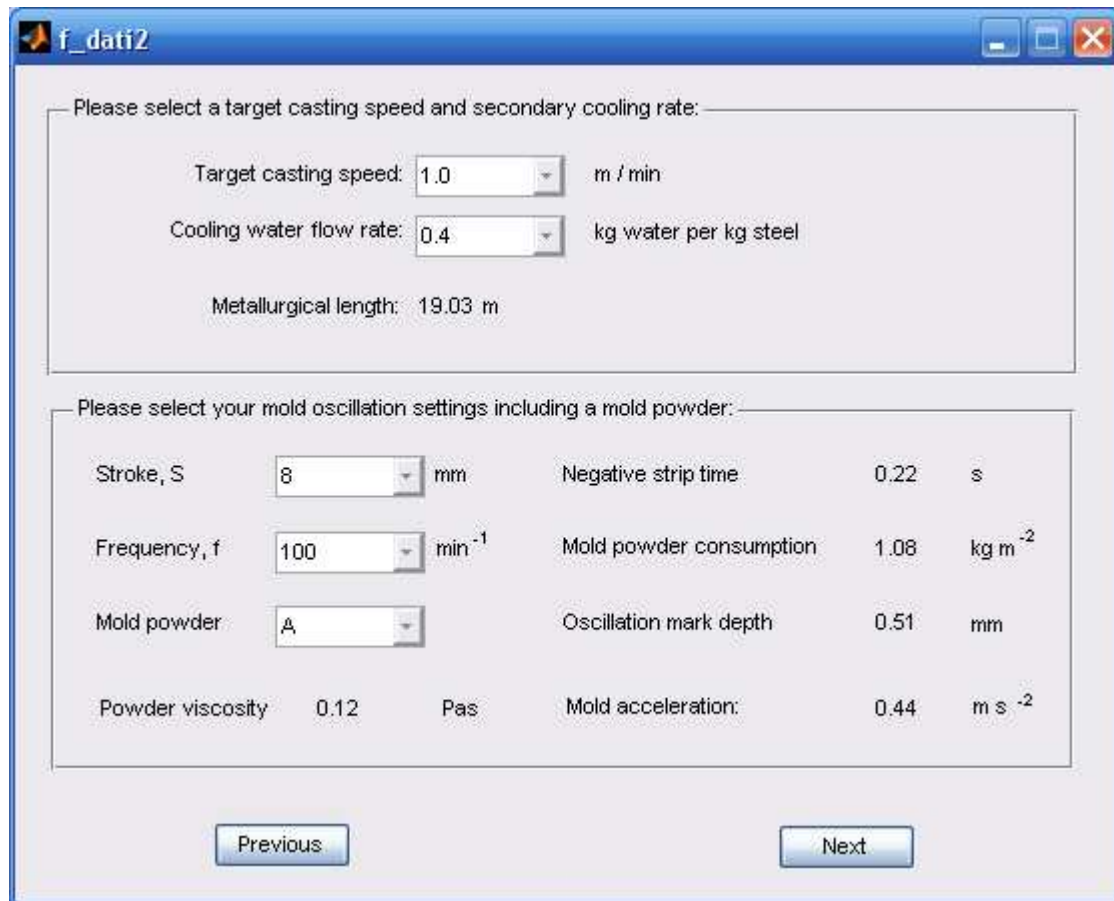 f_dati2
Please select a target casting speed and secondary cooling rate:
Target casting speed: 1.0 m / min
Cooling water flow rate: 0.4 kg water per kg steel
Metallurgical length: 19.03 m
Please select your mold oscillation settings including a mold powder:
Stroke, S 8 mm Negative strip time 0.22 s
Frequency, f 100 min⁻¹ Mold powder consumption 1.08 kg m⁻²
Mold powder A Oscillation mark depth 0.51 mm
Powder viscosity 0.12 Pas Mold acceleration: 0.44 m s⁻²
Previous Next